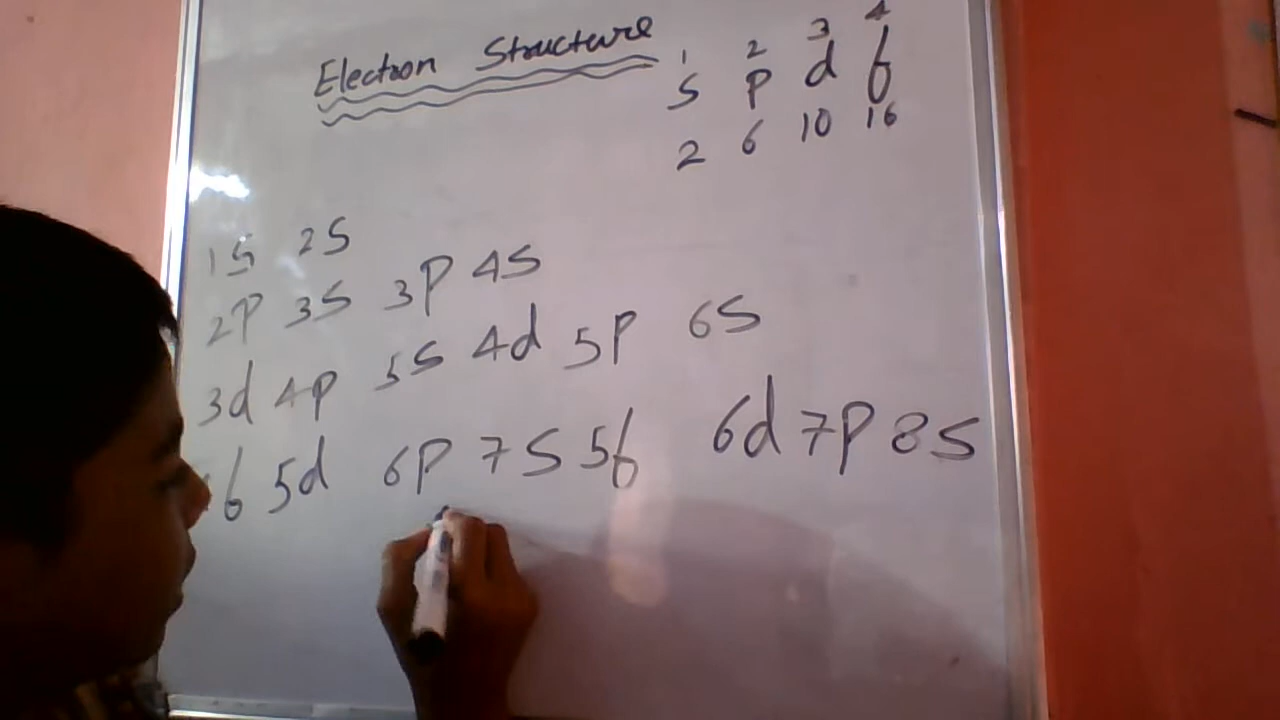 Electron Structure
1 2 3 4
s p d f
2 6 10 16
1S 2S
2P 3S 3P 4S
3d 4p 5S 4d 5p 6S
f 5d 6P 7S 5f 6d 7P 8S